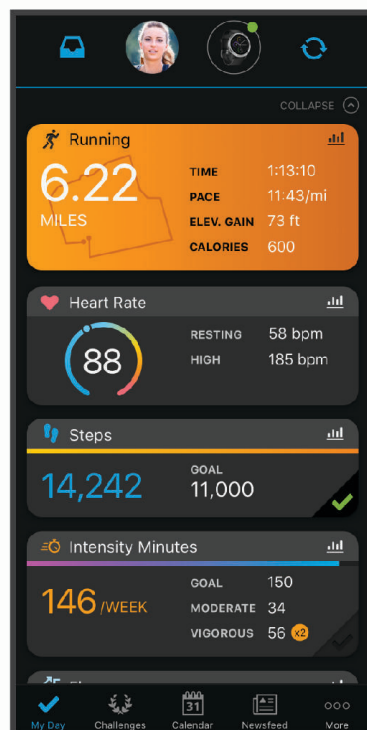 COLLAPSE
Running
6.22
MILES
TIME 1:13:10
PACE 11:43/mi
ELEV. GAIN 73 ft
CALORIES 600
Heart Rate
88
RESTING 58 bpm
HIGH 185 bpm
Steps
14,242
GOAL
11,000
Intensity Minutes
146 /WEEK
GOAL 150
MODERATE 34
VIGOROUS 56 x2
31
My Day Challenges Calendar Newsfeed More